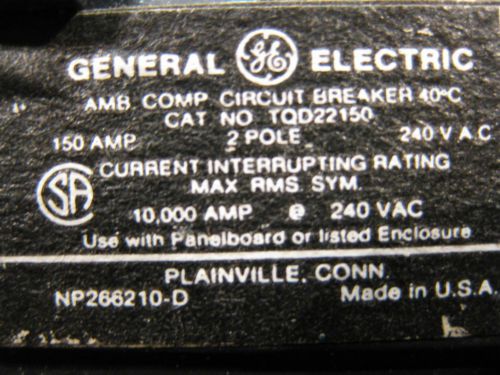 GENERAL GE ELECTRIC
AMB COMP CIRCUIT BREAKER 40°C
CAT NO TQD22150
150 AMP 2 POLE 240 V A.C
CURRENT INTERRUPTING RATING
MAX RMS SYM.
SA
10,000 AMP @ 240 VAC
Use with Panelboard or listed Enclosure
PLAINVILLE, CONN.
NP266210-D Made in U.S.A.